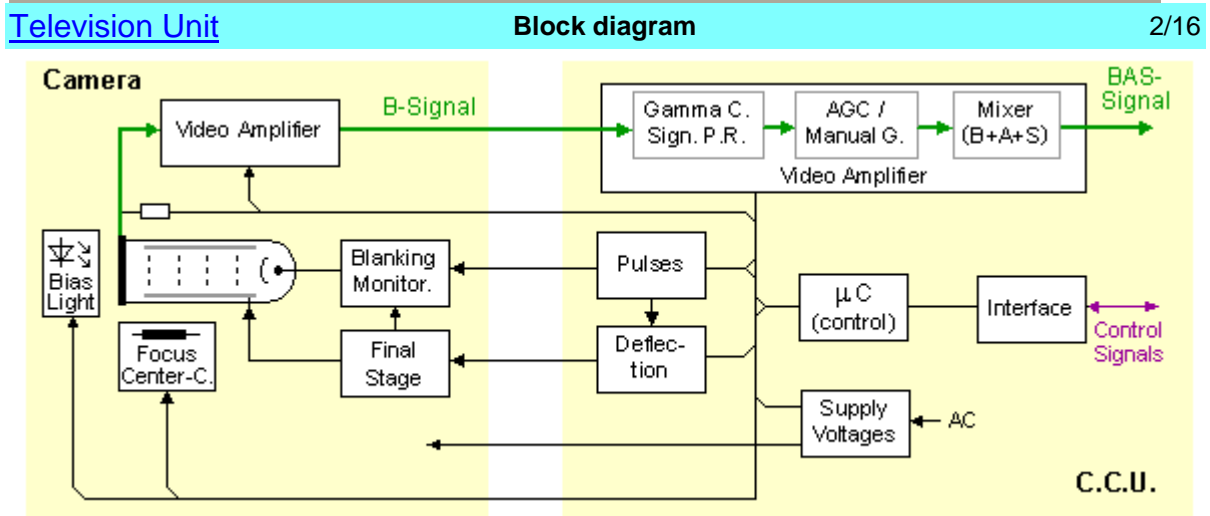 Television Unit
Block diagram
2/16
Camera
B-Signal
BAS-
Signal
Video Amplifier
Gamma C.
Sign. P.R.
AGC /
Manual G.
Mixer
(B+A+S)
Video Amplifier
Bias
Light
Blanking
Monitor.
Pulses
μC
(control)
Interface
Control
Signals
Focus
Center-C.
Final
Stage
Deflec-
tion
Supply
Voltages
AC
C.C.U.